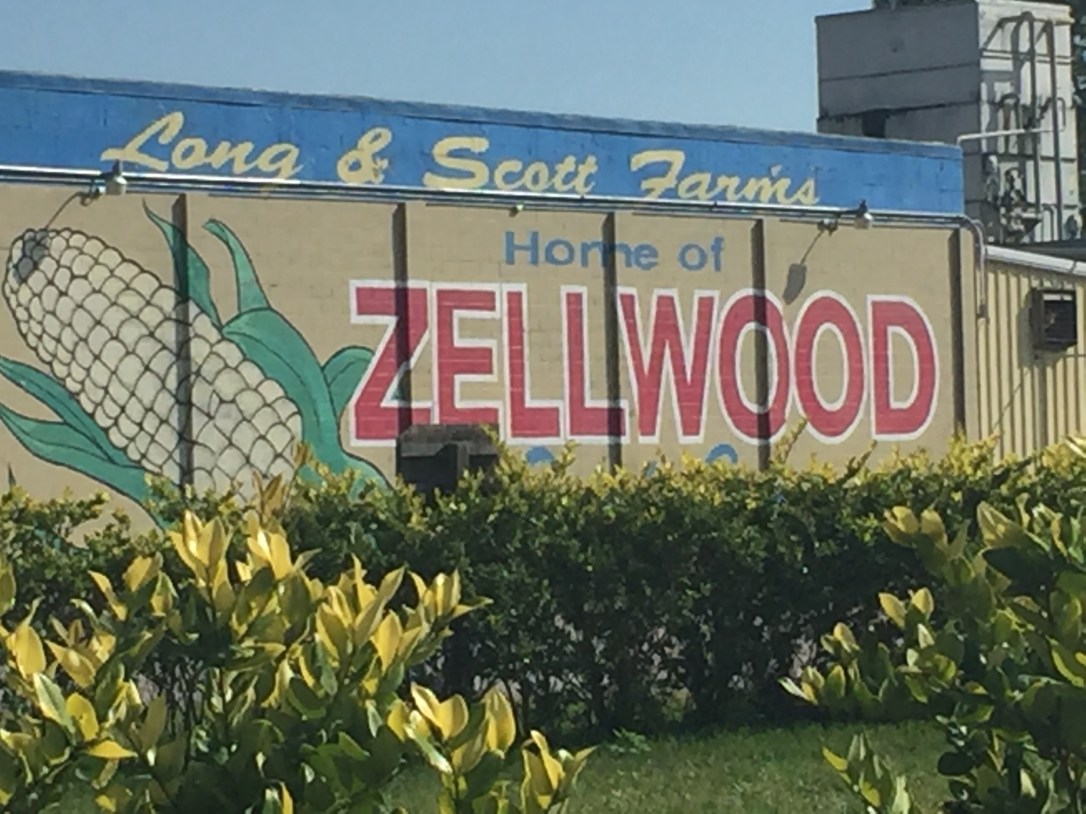 Long & Scott Farms
Home of
ZELLWOOD